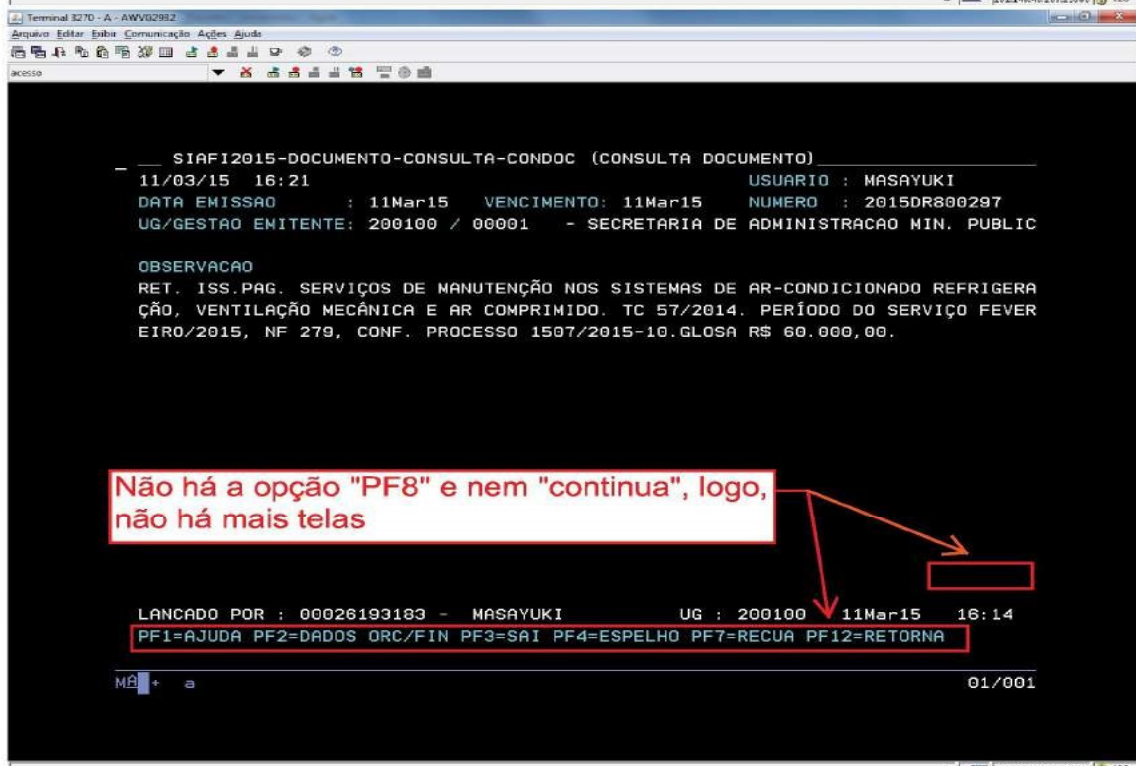 Terminal 3270 - A - AWVG2932
Arquivo Editar Exibir Comunicação Ações Ajuda
acesso
__ SIAFI2015-DOCUMENTO-CONSULTA-CONDOC (CONSULTA DOCUMENTO)
11/03/15 16:21 USUARIO : MASAYUKI
DATA EMISSAO : 11Mar15 VENCIMENTO: 11Mar15 NUMERO : 2015DR800297
UG/GESTAO EMITENTE: 200100 / 00001 - SECRETARIA DE ADMINISTRACAO MIN. PUBLIC
OBSERVACAO
RET. ISS.PAG. SERVIÇOS DE MANUTENÇÃO NOS SISTEMAS DE AR-CONDICIONADO REFRIGERA
ÇÃO, VENTILAÇÃO MECÂNICA E AR COMPRIMIDO. TC 57/2014. PERÍODO DO SERVIÇO FEVER
EIRO/2015, NF 279, CONF. PROCESSO 1507/2015-10.GLOSA R$ 60.000,00.
Não há a opção "PF8" e nem "continua", logo,
não há mais telas
LANCADO POR : 00026193183 - MASAYUKI UG : 200100 11Mar15 16:14
PF1=AJUDA PF2=DADOS ORC/FIN PF3=SAI PF4=ESPELHO PF7=RECUA PF12=RETORNA
MÂ + a 01/001